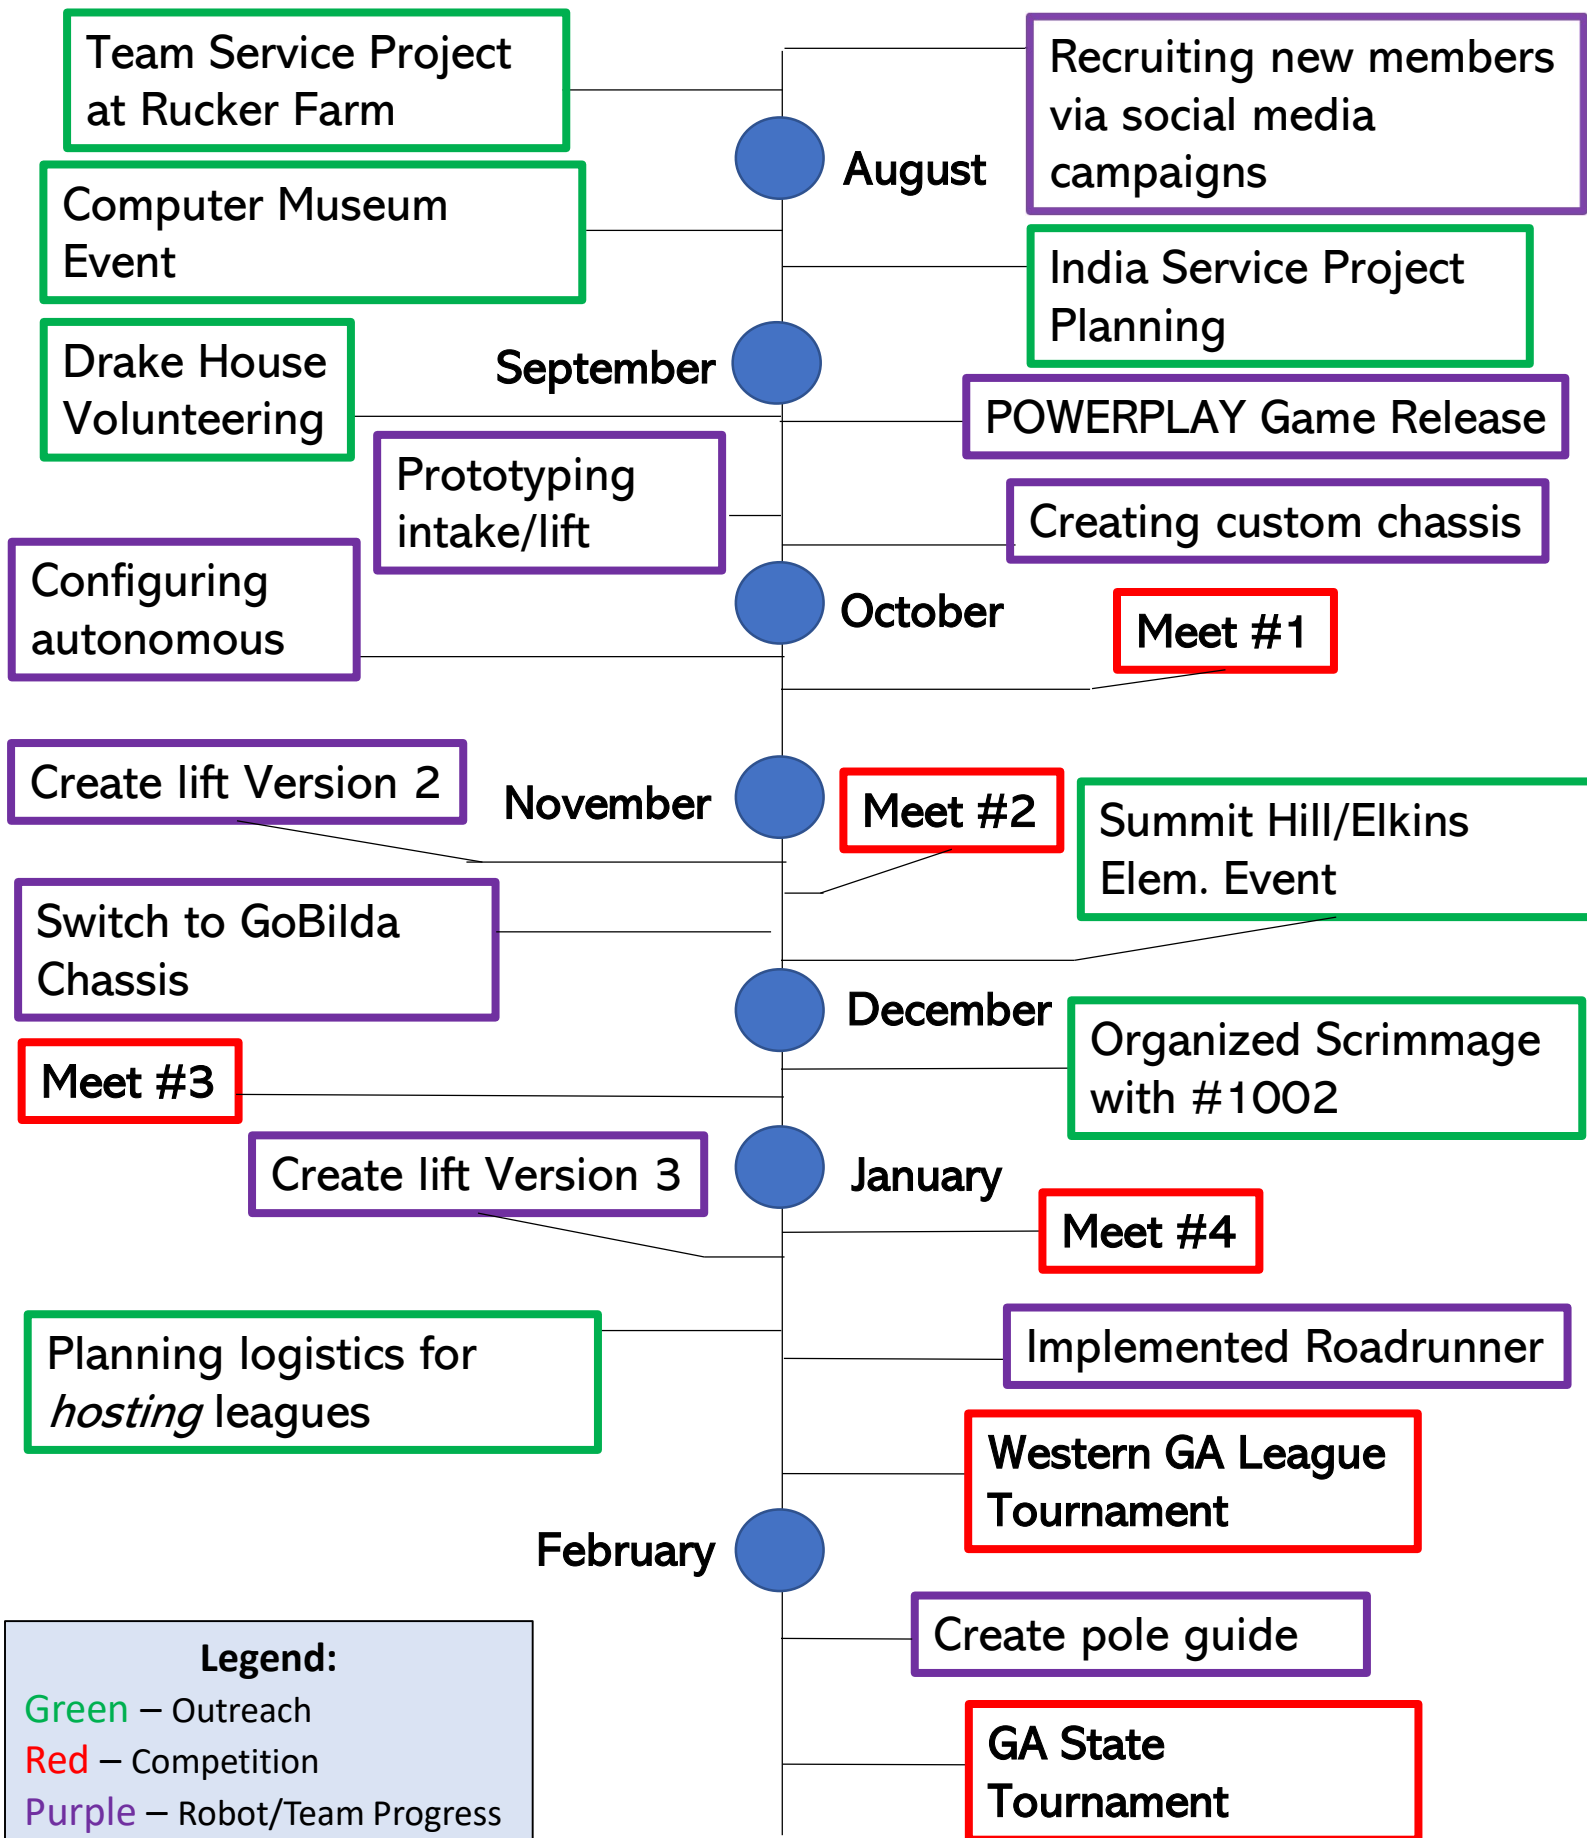 Team Service Project
at Rucker Farm
Recruiting new members
via social media
campaigns
August
Computer Museum
Event
India Service Project
Planning
September
Drake House
Volunteering
POWERPLAY Game Release
Prototyping
intake/lift
Creating custom chassis
October
Configuring
autonomous
Meet #1
Create lift Version 2
November
Meet #2
Summit Hill/Elkins
Elem. Event
Switch to GoBilda
Chassis
December
Organized Scrimmage
with #1002
Meet #3
Create lift Version 3
January
Meet #4
Planning logistics for
hosting leagues
Implemented Roadrunner
Western GA League
Tournament
February
Create pole guide
GA State
Tournament
Legend:
Green – Outreach
Red – Competition
Purple – Robot/Team Progress